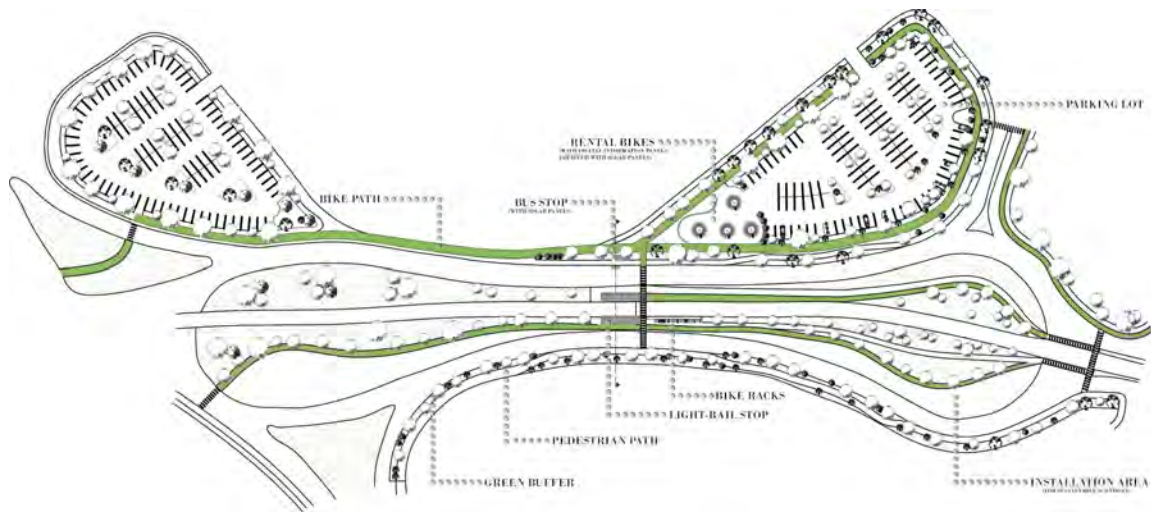 PARKING LOT
RENTAL BIKES
BIKE PATH
BUS STOP
(WITH SOLAR PANEL)
BIKE RACKS
LIGHT-RAIL STOP
PEDESTRIAN PATH
GREEN BUFFER
INSTALLATION AREA